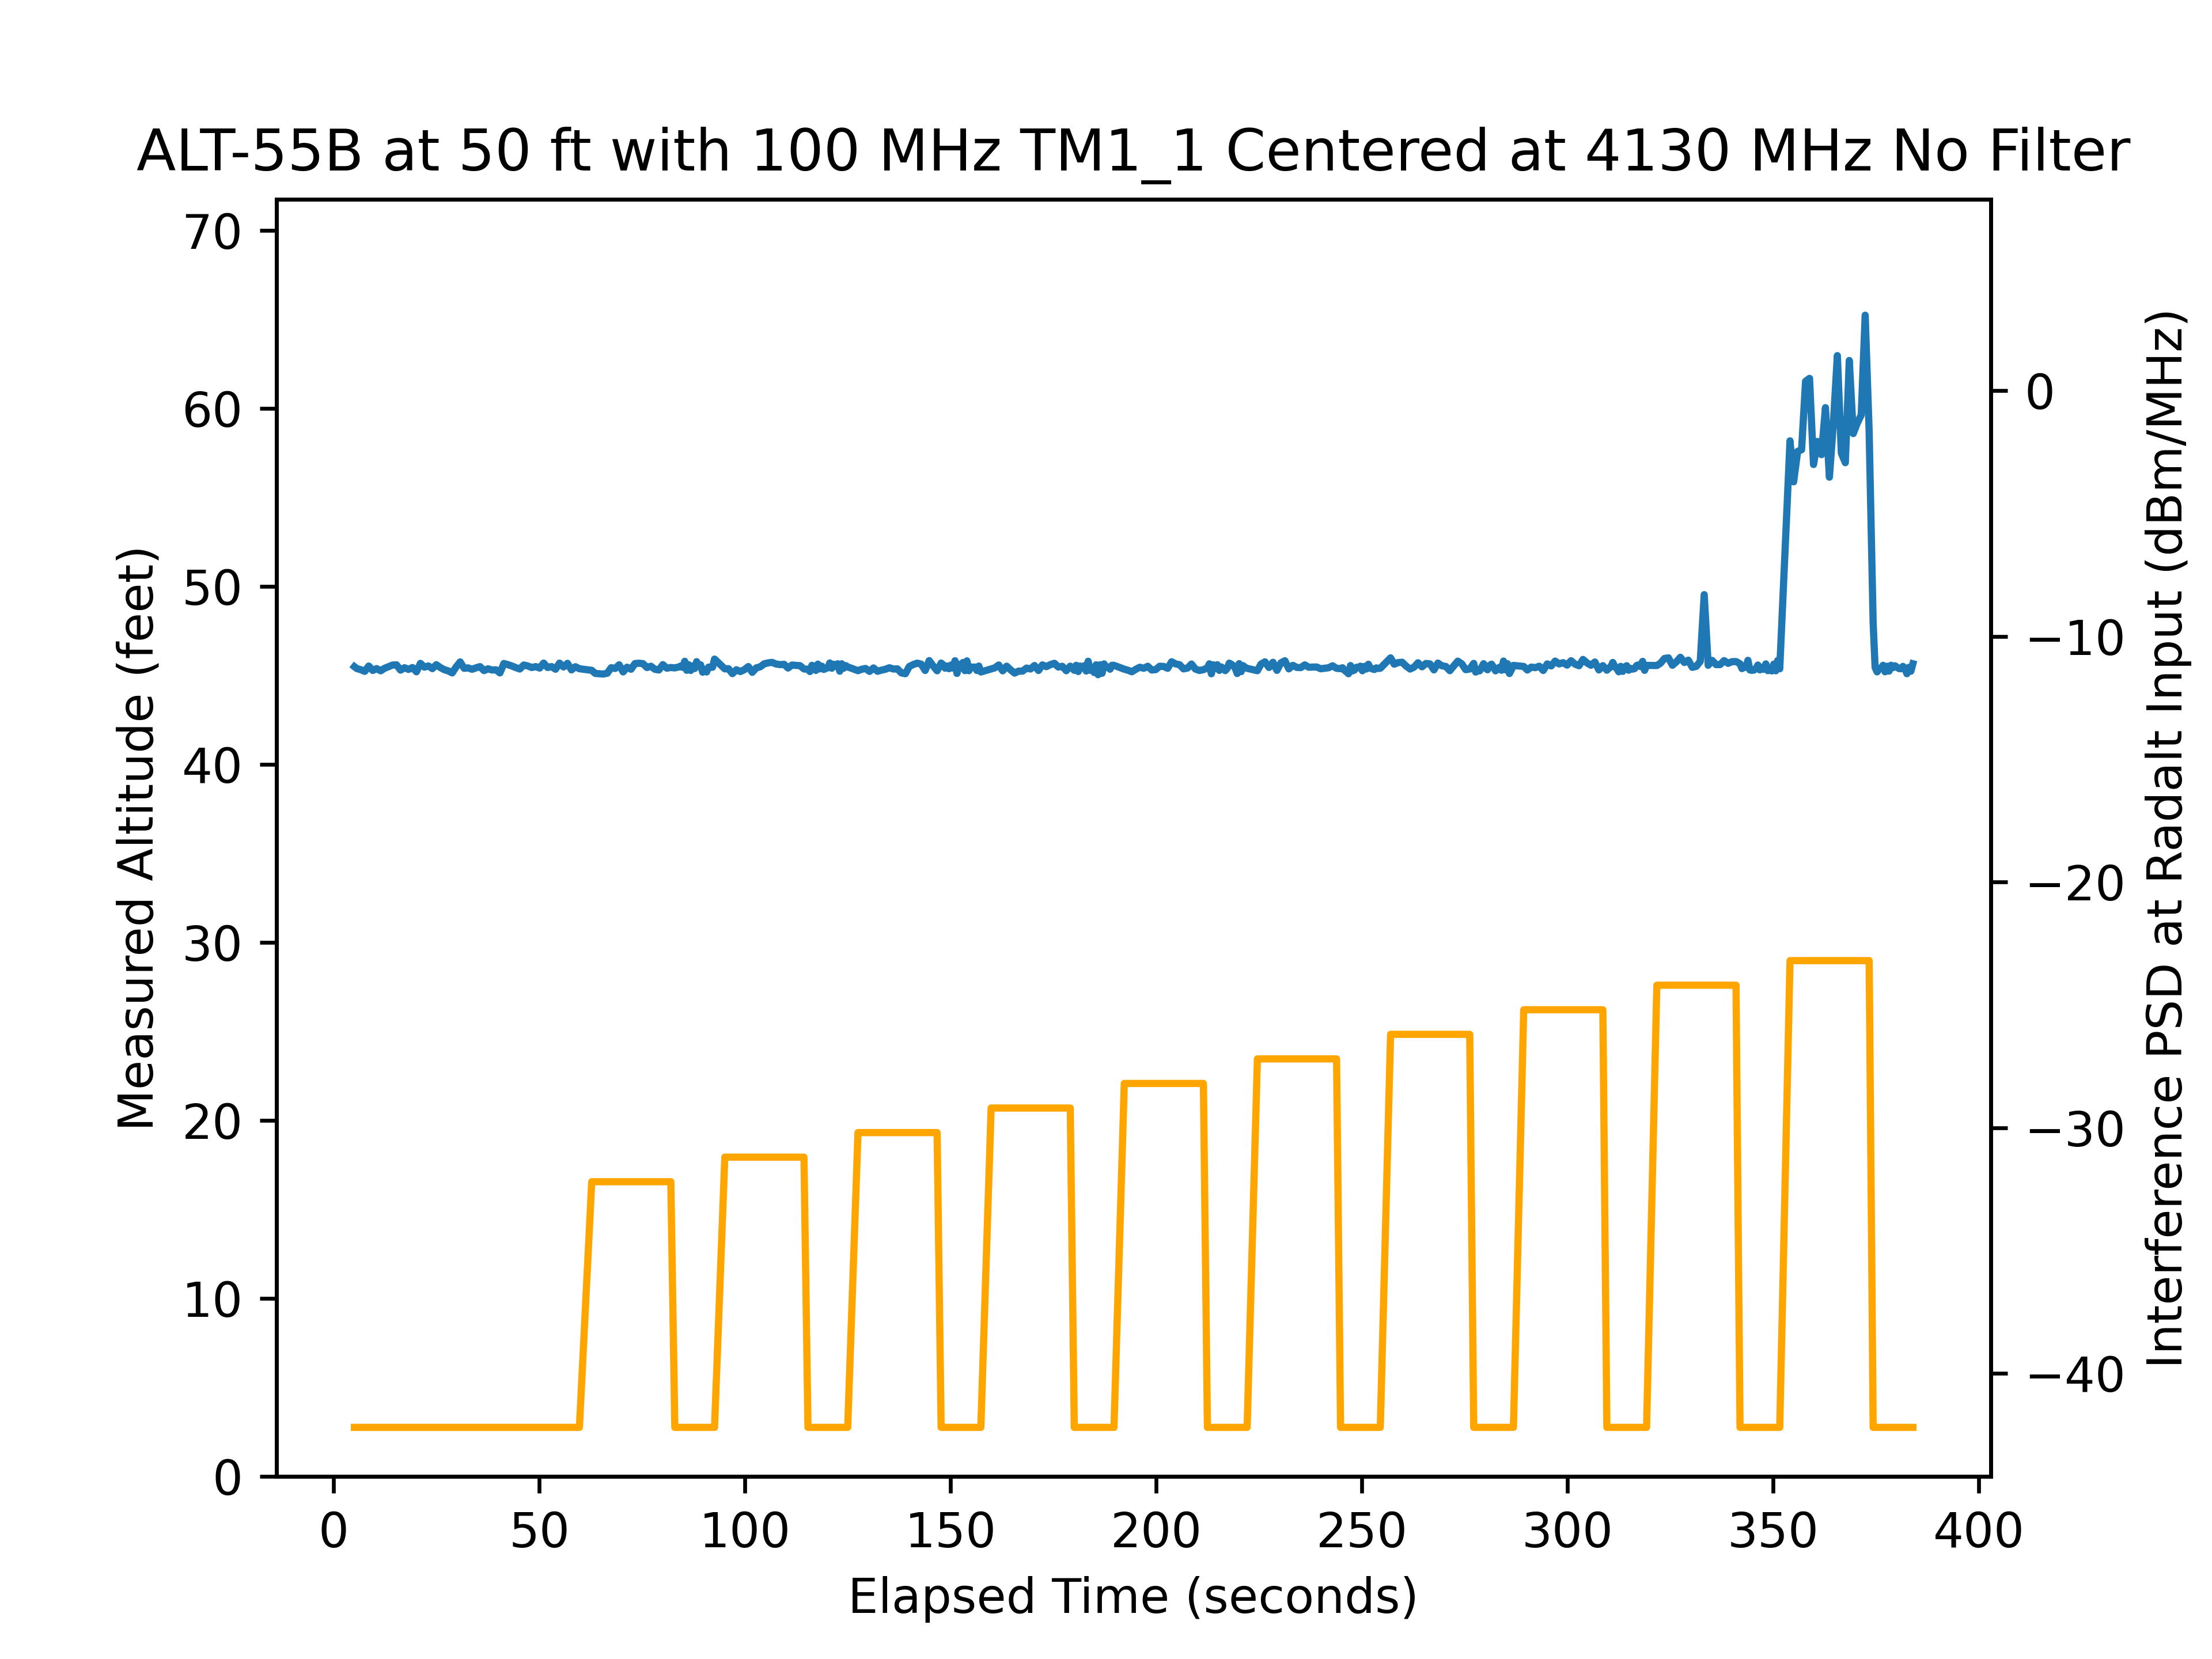 ALT-55B at 50 ft with 100 MHz TM1_1 Centered at 4130 MHz No Filter
Measured Altitude (feet)
70
60
50
40
30
20
10
0
0
−10
−20
−30
−40
Interference PSD at Radalt Input (dBm/MHz)
0 50 100 150 200 250 300 350 400
Elapsed Time (seconds)